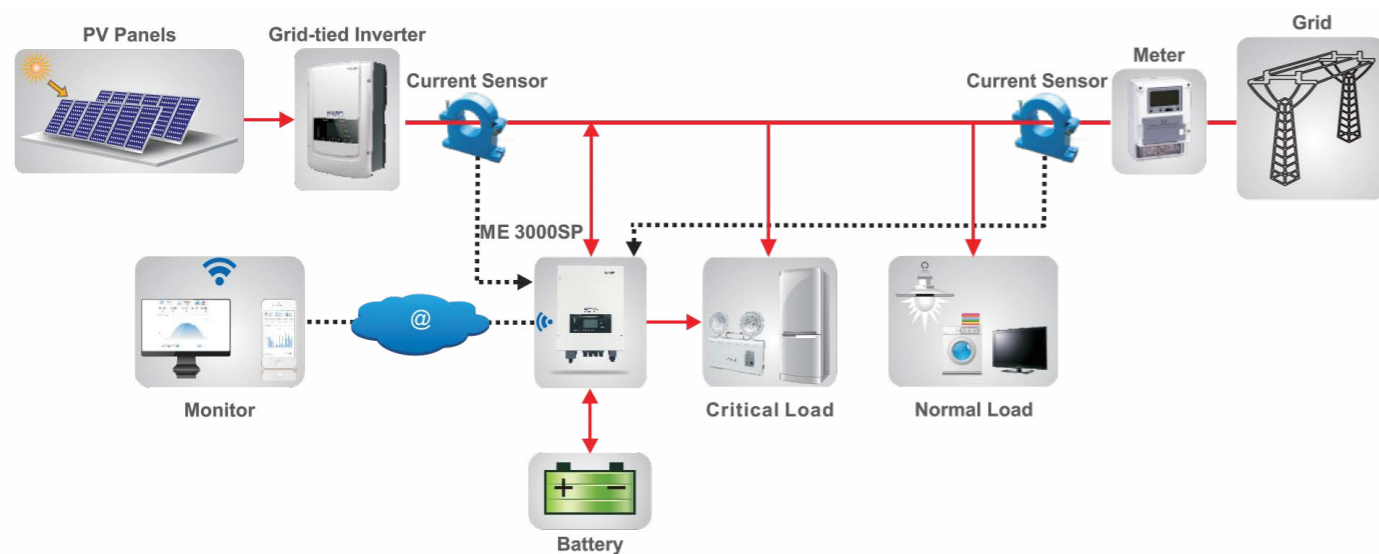 PV Panels
Grid-tied Inverter
Current Sensor
Current Sensor
Meter
Grid
ME 3000SP
@
Monitor
Critical Load
Normal Load
+ −
Battery